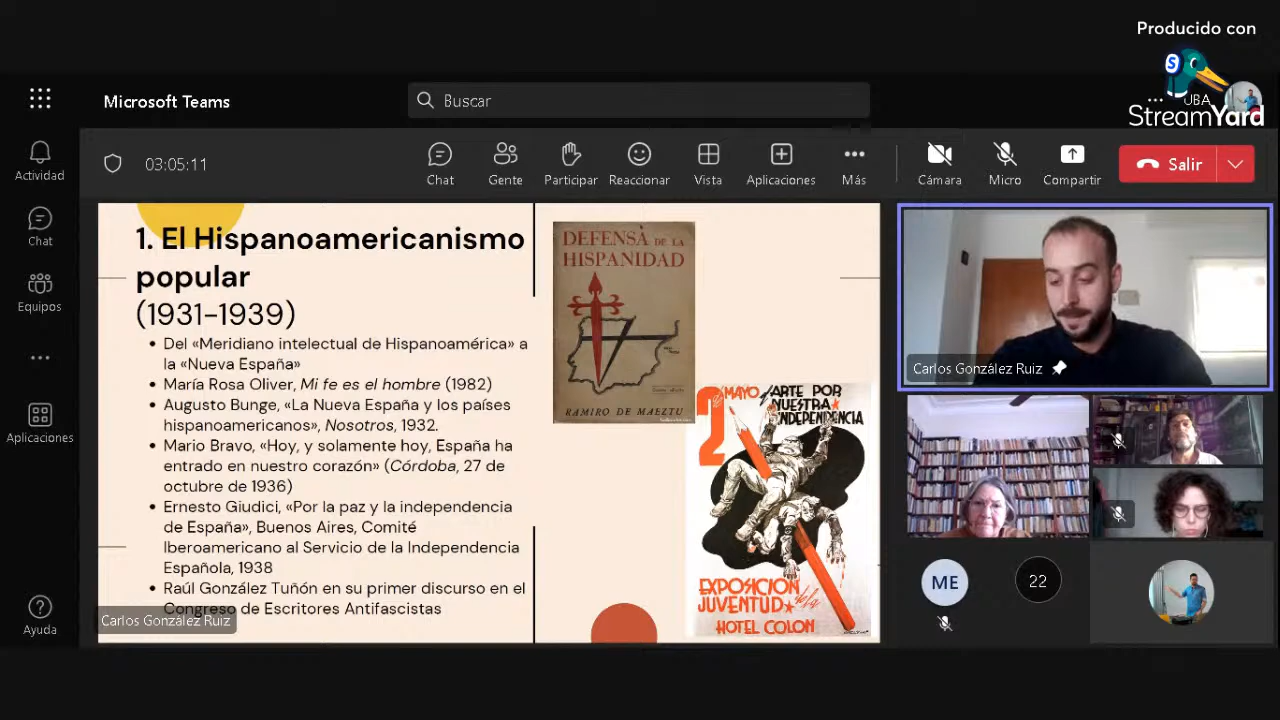 Producido con
StreamYard
UBA
Microsoft Teams
Buscar
03:05:11
Chat
Gente
Participar
Reaccionar
Vista
Aplicaciones
Más
Cámara
Micro
Compartir
Salir
Actividad
Chat
Equipos
Aplicaciones
Ayuda
1. El Hispanoamericanismo
popular
(1931-1939)
• Del «Meridiano intelectual de Hispanoamérica» a
la «Nueva España»
• María Rosa Oliver, Mi fe es el hombre (1982)
• Augusto Bunge, «La Nueva España y los países
hispanoamericanos», Nosotros, 1932.
• Mario Bravo, «Hoy, y solamente hoy, España ha
entrado en nuestro corazón» (Córdoba, 27 de
octubre de 1936)
• Ernesto Giudici, «Por la paz y la independencia
de España», Buenos Aires, Comité
Iberoamericano al Servicio de la Independencia
Española, 1938
• Raúl González Tuñón en su primer discurso en el
Congreso de Escritores Antifascistas
Carlos González Ruiz
DEFENSA DE LA
HISPANIDAD
RAMIRO DE MAEZTU
2 MAYO
ARTE POR
NUESTRA
INDEPENDENCIA
EXPOSICION
JUVENTUD de la
HOTEL COLON
Carlos González Ruiz
ME
22